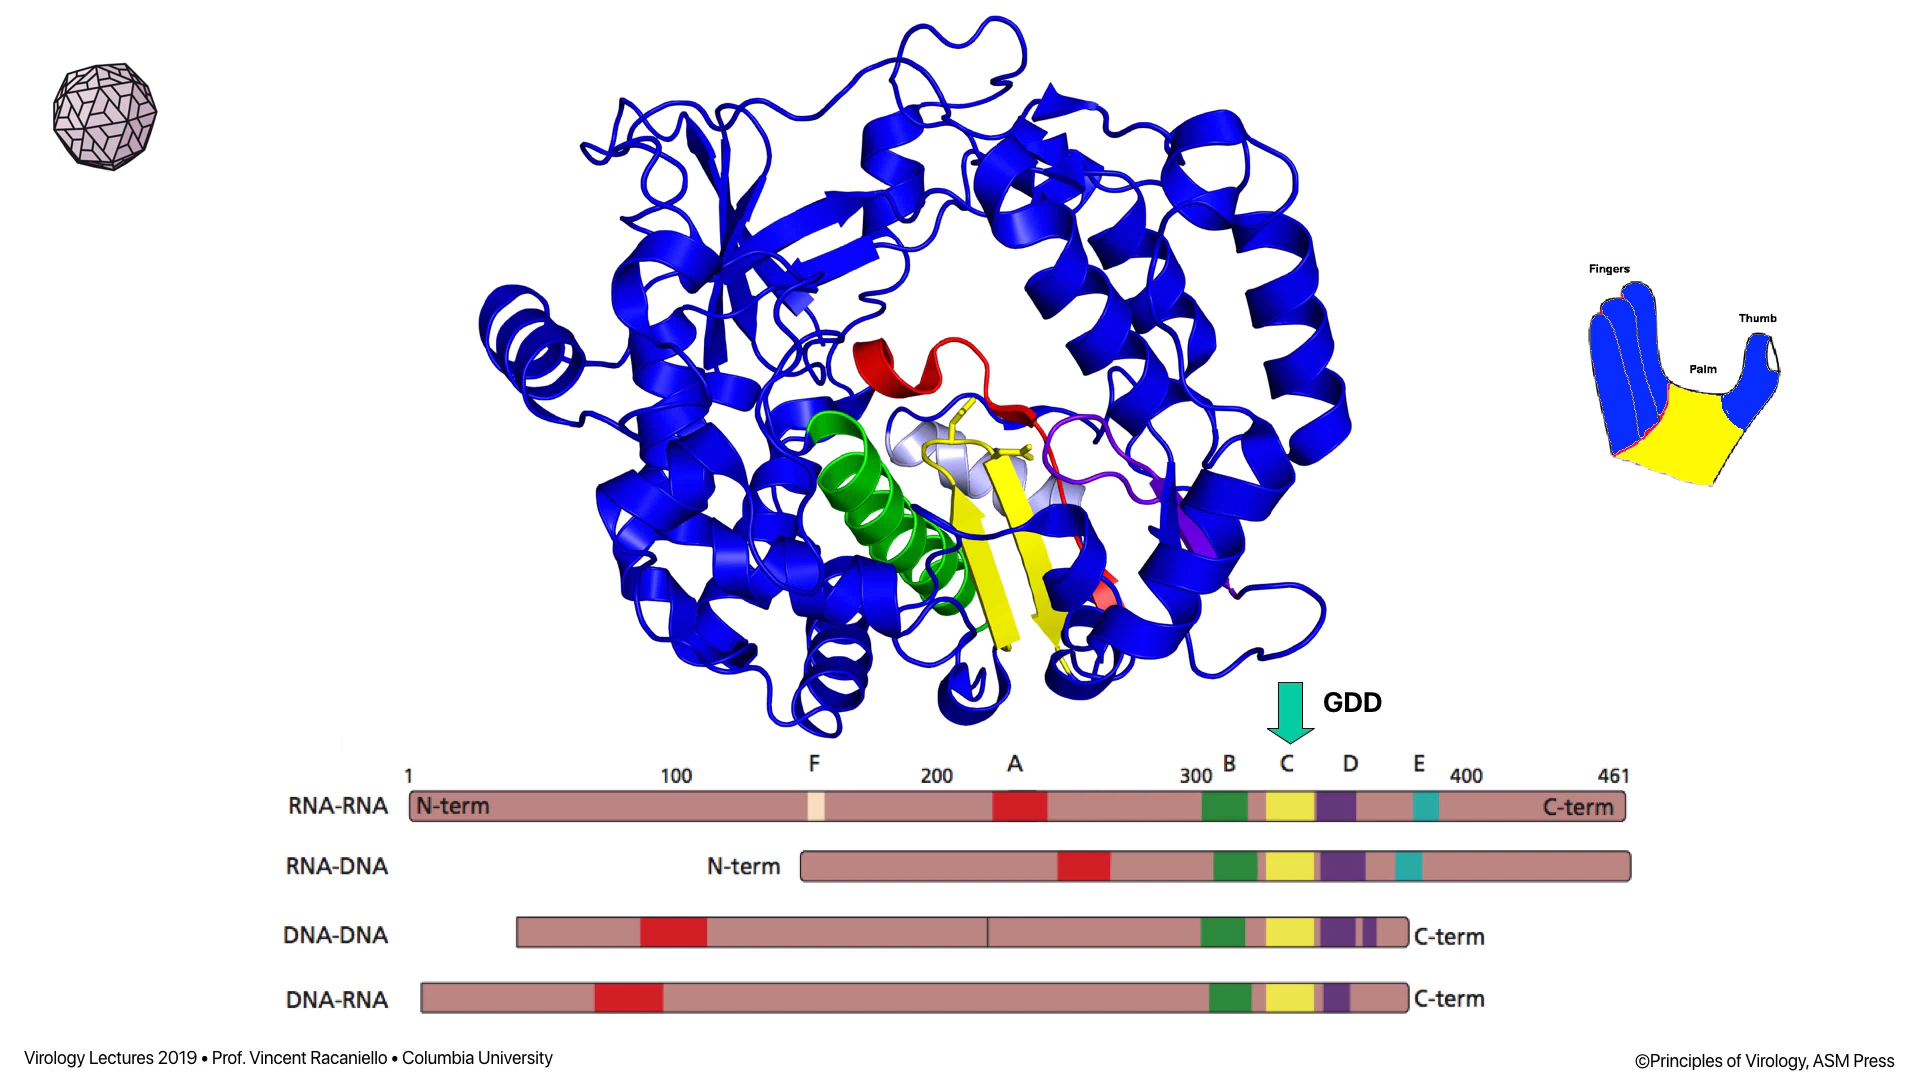 Fingers
Thumb
Palm
GDD
F A B C D E
1 100 200 300 400 461
RNA-RNA N-term C-term
RNA-DNA N-term
DNA-DNA C-term
DNA-RNA C-term
Virology Lectures 2019 • Prof. Vincent Racaniello • Columbia University
©Principles of Virology, ASM Press